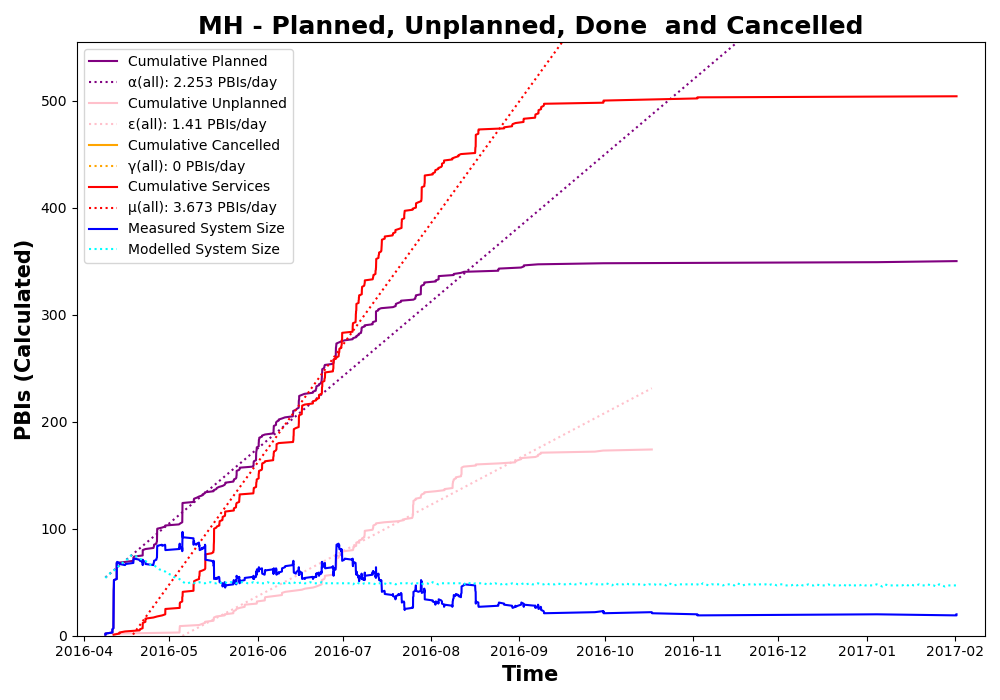 MH - Planned, Unplanned, Done  and Cancelled
Cumulative Planned
α(all): 2.253 PBIs/day
Cumulative Unplanned
ε(all): 1.41 PBIs/day
Cumulative Cancelled
γ(all): 0 PBIs/day
Cumulative Services
μ(all): 3.673 PBIs/day
Measured System Size
Modelled System Size
PBIs (Calculated)
500
400
300
200
100
0
2016-04 2016-05 2016-06 2016-07 2016-08 2016-09 2016-10 2016-11 2016-12 2017-01 2017-02
Time